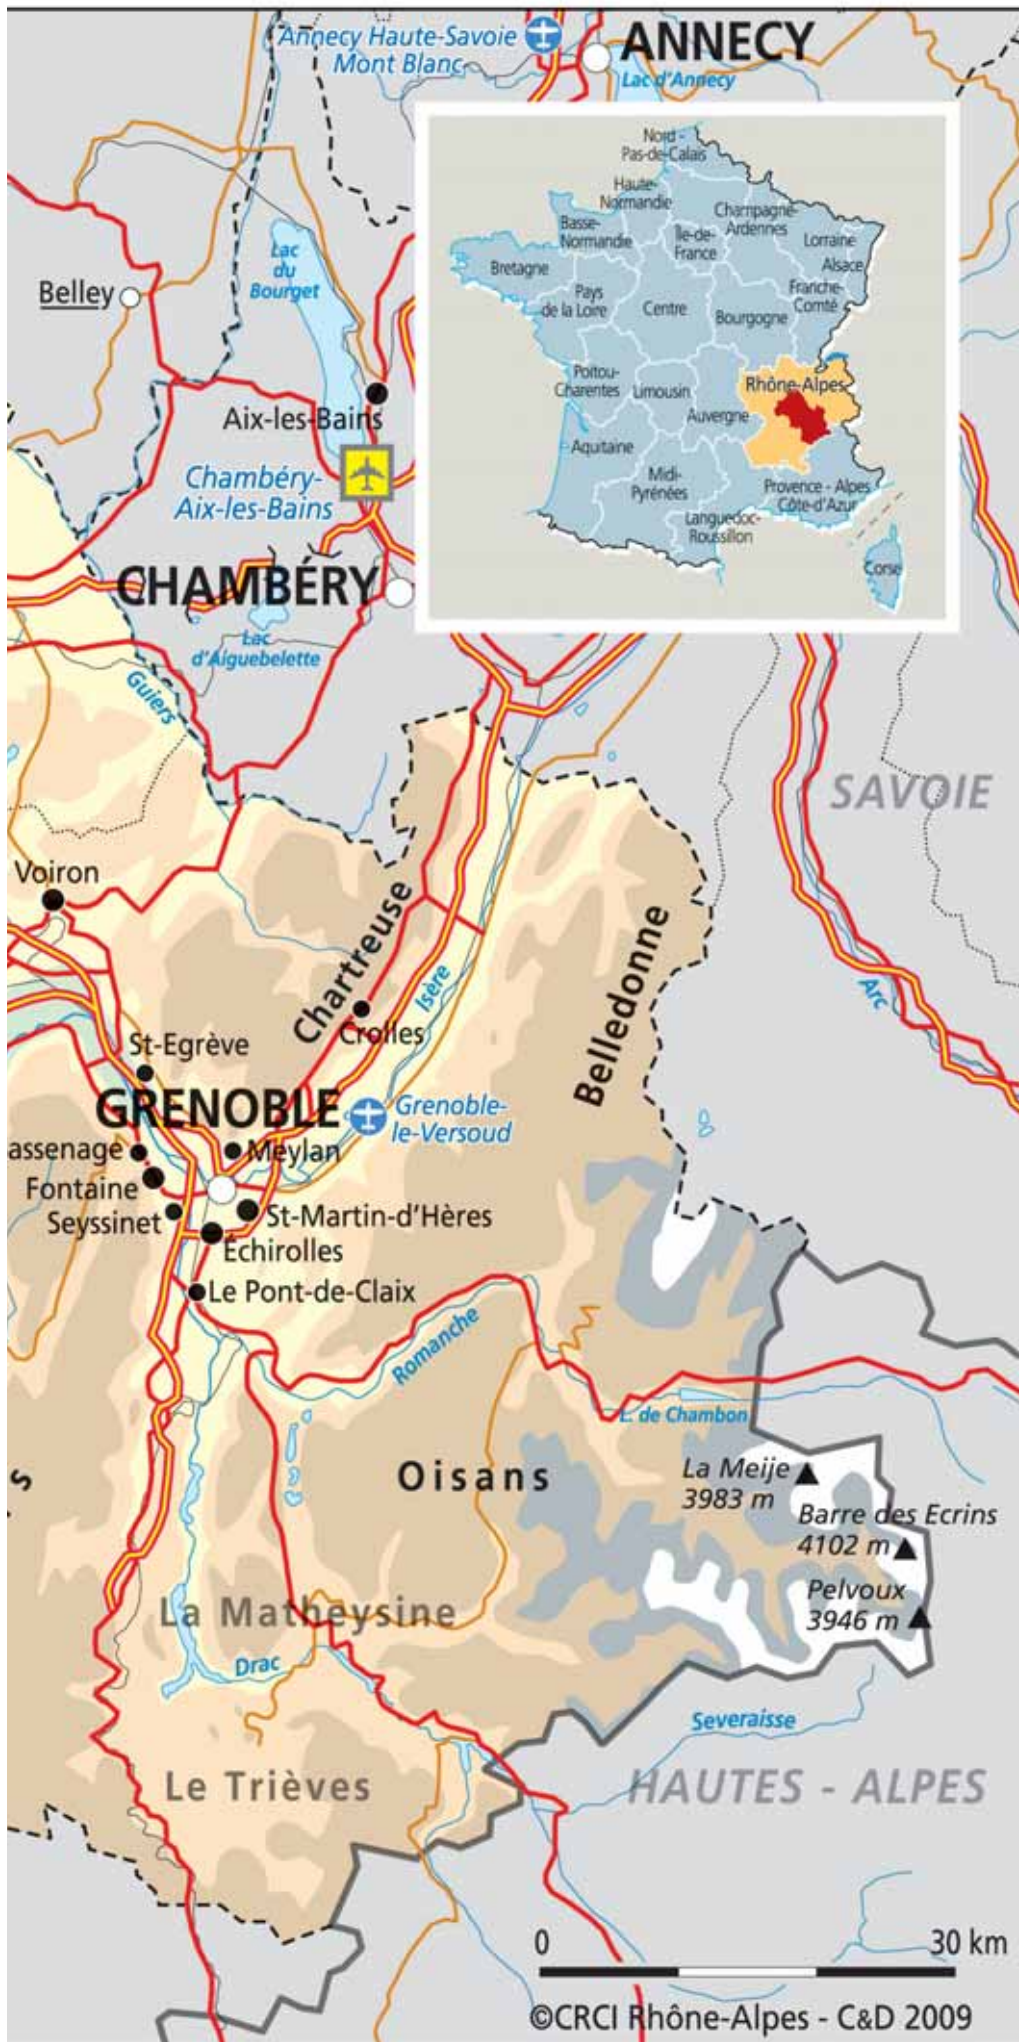 Annecy Haute-Savoie
Mont Blanc
ANNECY
Lac d'Annecy
Nord -
Pas-de-Calais
Haute-
Normandie
Basse-
Normandie
Île-de-
France
Champagne-
Ardennes
Lorraine
Alsace
Bretagne
Pays
de la Loire
Centre
Bourgogne
Franche-
Comté
Poitou-
Charentes
Limousin
Auvergne
Rhône-Alpes
Aquitaine
Midi-
Pyrénées
Languedoc-
Roussillon
Provence - Alpes
Côte-d'Azur
Corse
Lac
du
Bourget
Belley
Aix-les-Bains
Chambéry-
Aix-les-Bains
CHAMBÉRY
Lac
d'Aiguebelette
Guiers
SAVOIE
Voiron
Chartreuse
Isère
Belledonne
Arc
Crolles
St-Egrève
GRENOBLE
Grenoble-
le-Versoud
assenage
Meylan
Fontaine
Seyssinet
St-Martin-d'Hères
Échirolles
Le Pont-de-Claix
Romanche
L. de Chambon
s
Oisans
La Meije
3983 m
Barre des Ecrins
4102 m
Pelvoux
3946 m
La Matheysine
Drac
Severaisse
Le Trièves
HAUTES - ALPES
0 30 km
©CRCI Rhône-Alpes - C&D 2009